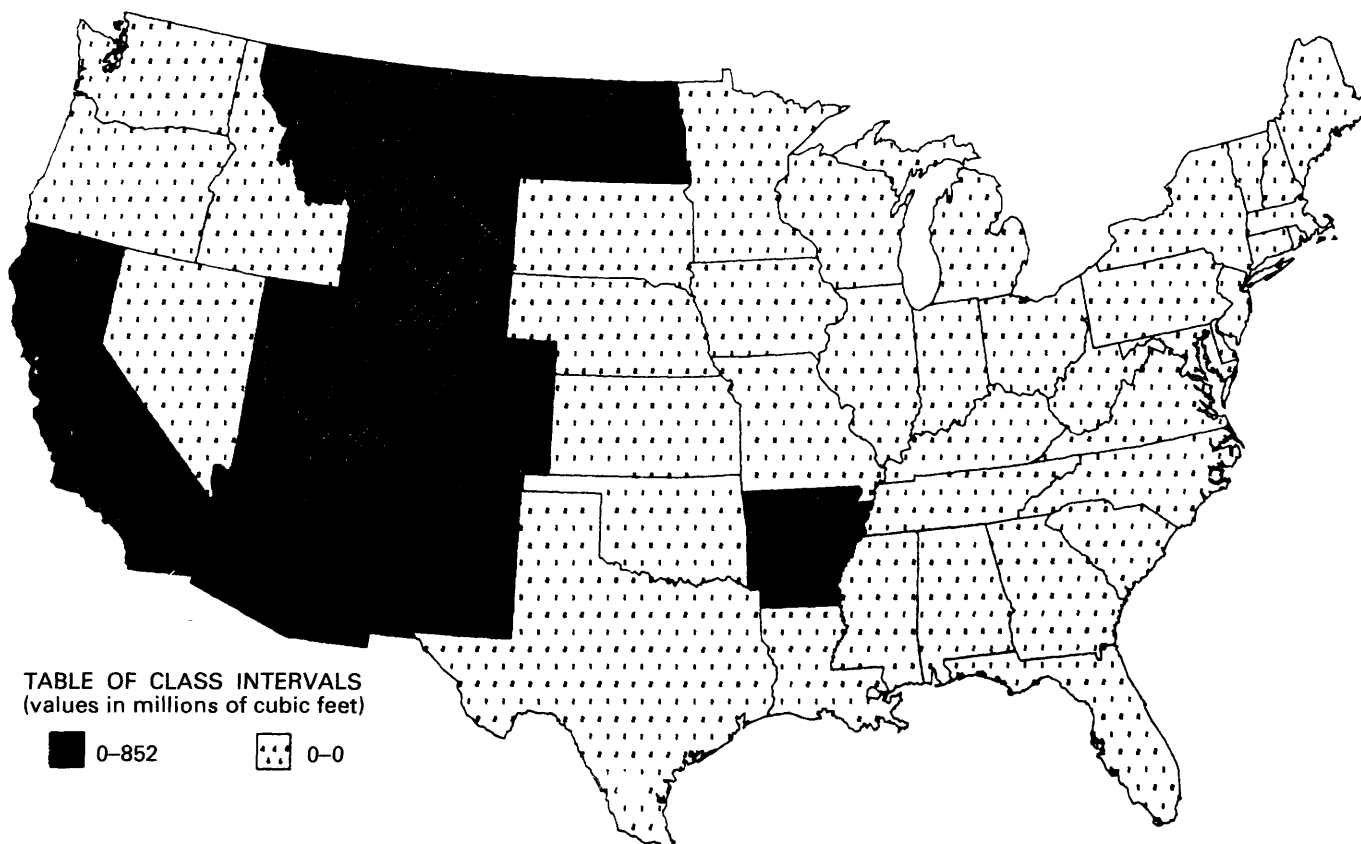 TABLE OF CLASS INTERVALS
(values in millions of cubic feet)
0–852
0–0